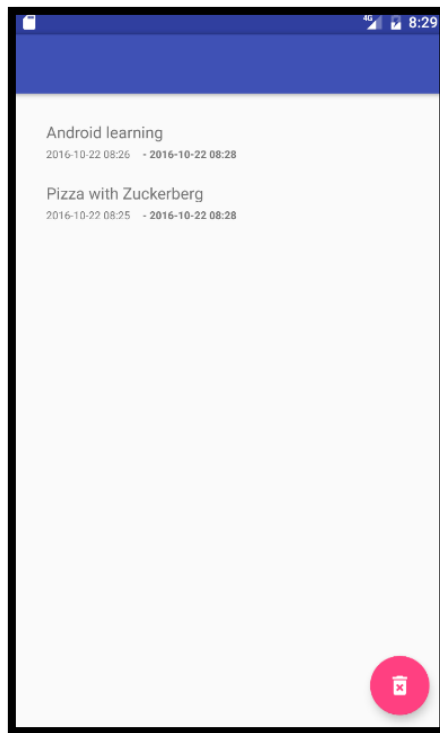 4G 8:29
Android learning
2016-10-22 08:26 - 2016-10-22 08:28
Pizza with Zuckerberg
2016-10-22 08:25 - 2016-10-22 08:28